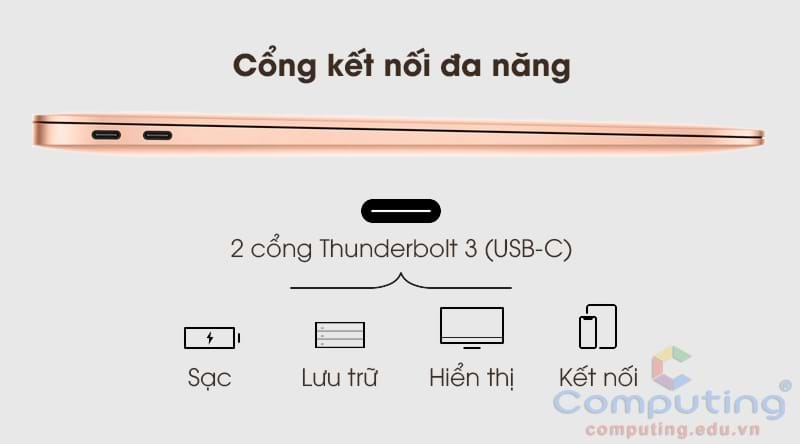 Cổng kết nối đa năng
2 cổng Thunderbolt 3 (USB-C)
Sạc Lưu trữ Hiển thị Kết nối
Computing®
computing.edu.vn